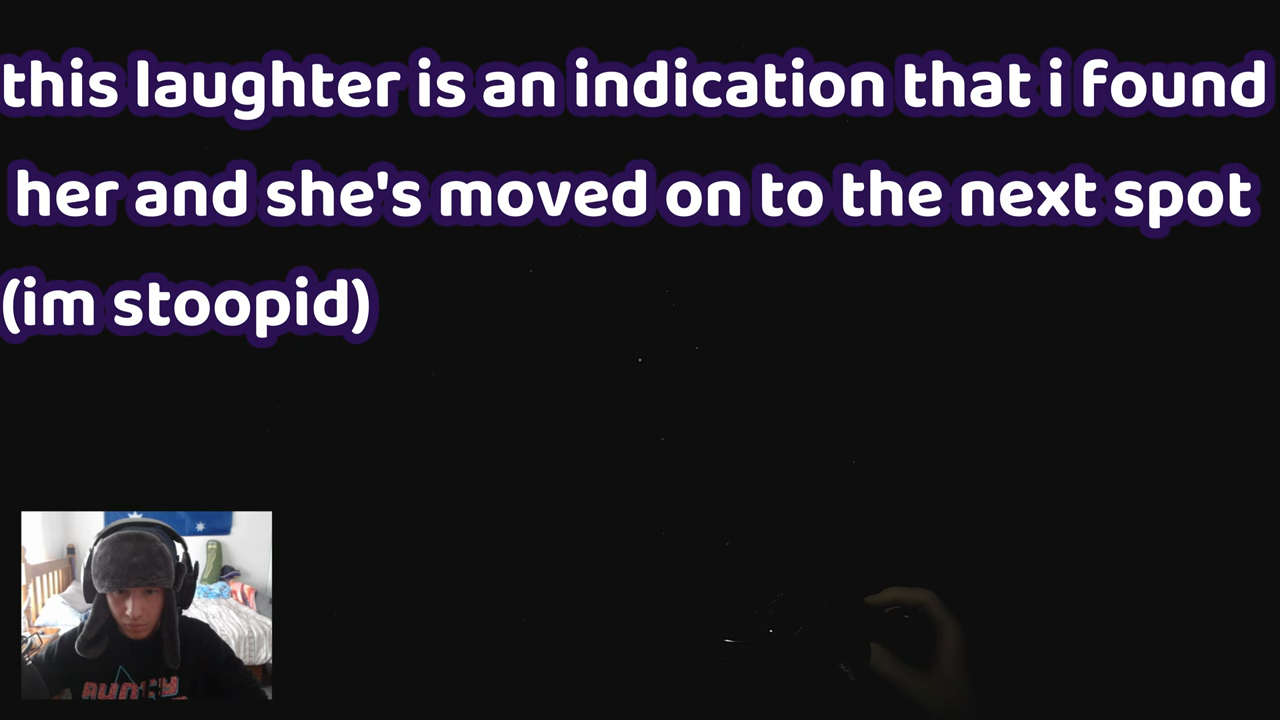 this laughter is an indication that i found
her and she's moved on to the next spot
(im stoopid)